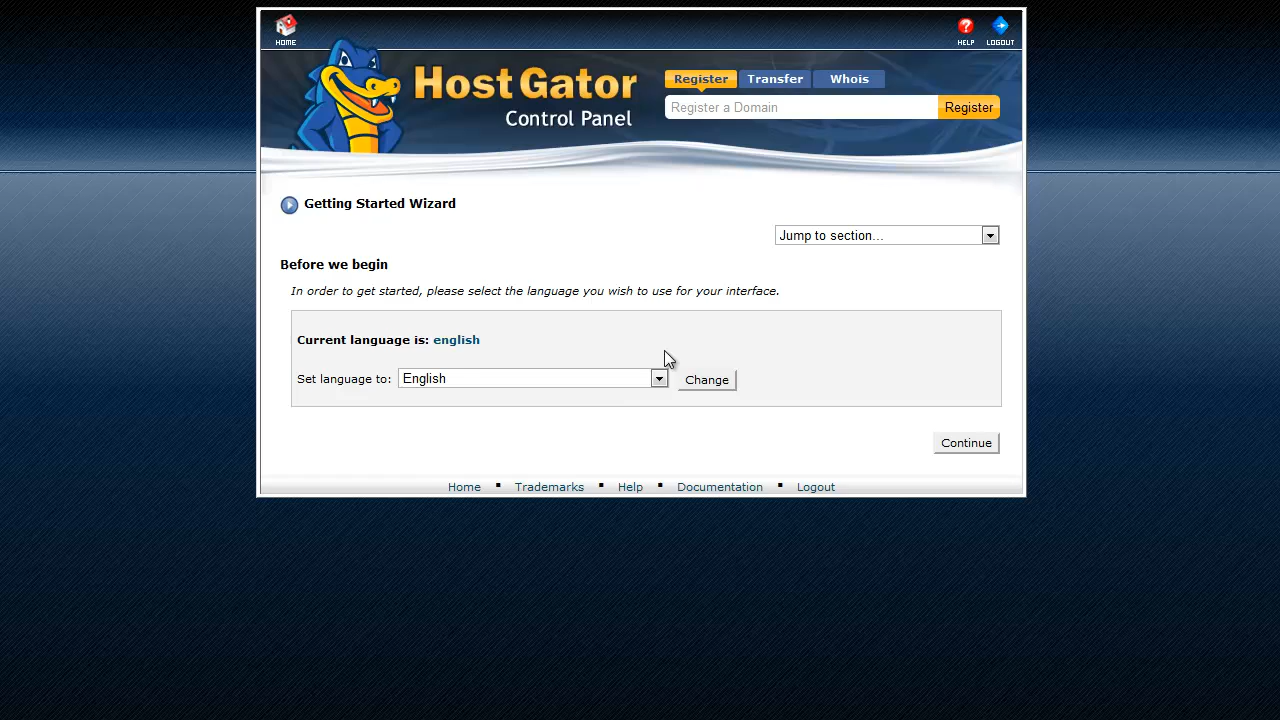 HOME
HELP
LOGOUT
HostGator
Control Panel
Register
Transfer
Whois
Register a Domain
Register
Getting Started Wizard
Jump to section...
Before we begin
In order to get started, please select the language you wish to use for your interface.
Current language is: english
Set language to:
English
Change
Continue
Home ▪ Trademarks ▪ Help ▪ Documentation ▪ Logout